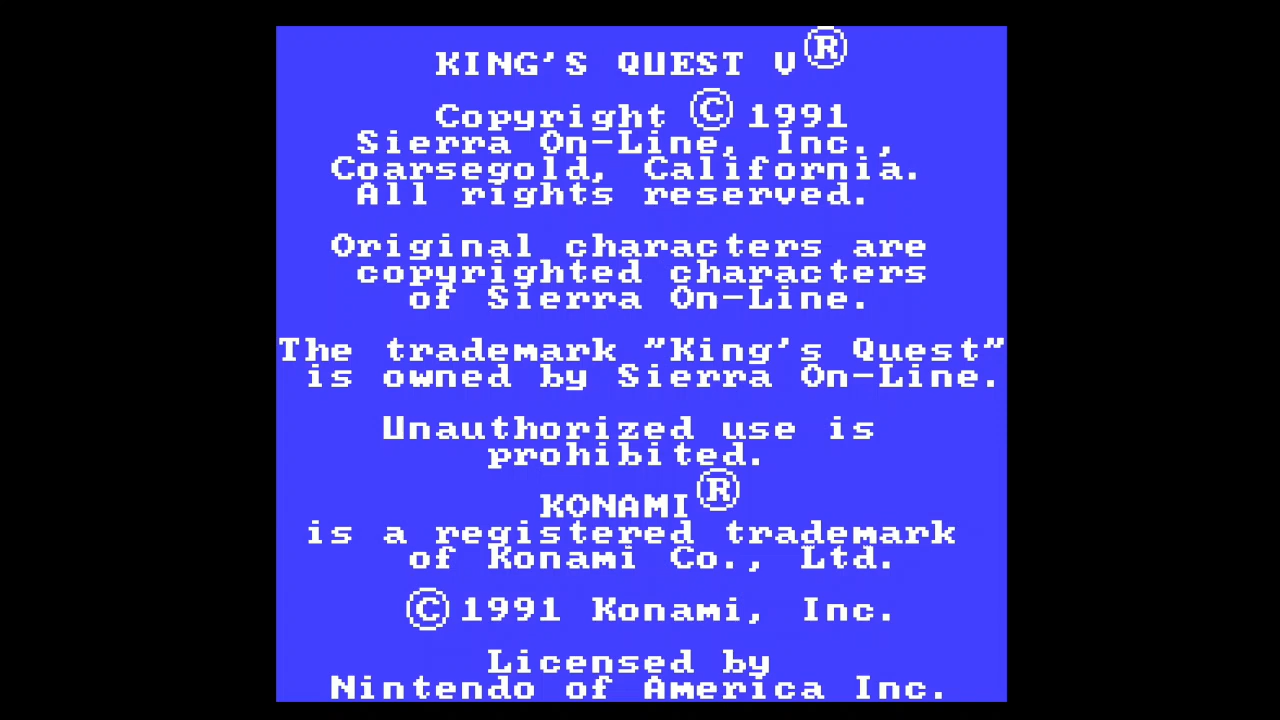 KING'S QUEST V®
Copyright © 1991
Sierra On-Line, Inc.,
Coarsegold, California.
All rights reserved.
Original characters are
copyrighted characters
of Sierra On-Line.
The trademark "King's Quest"
is owned by Sierra On-Line.
Unauthorized use is
prohibited.
KONAMI®
is a registered trademark
of Konami Co., Ltd.
© 1991 Konami, Inc.
Licensed by
Nintendo of America Inc.